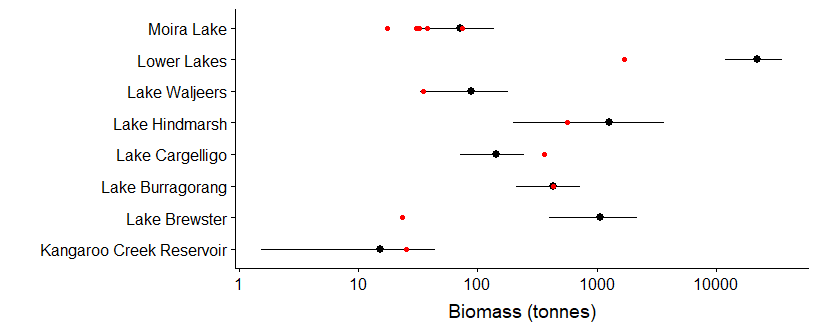 Moira Lake
Lower Lakes
Lake Waljeers
Lake Hindmarsh
Lake Cargelligo
Lake Burragorang
Lake Brewster
Kangaroo Creek Reservoir
1 10 100 1000 10000
Biomass (tonnes)